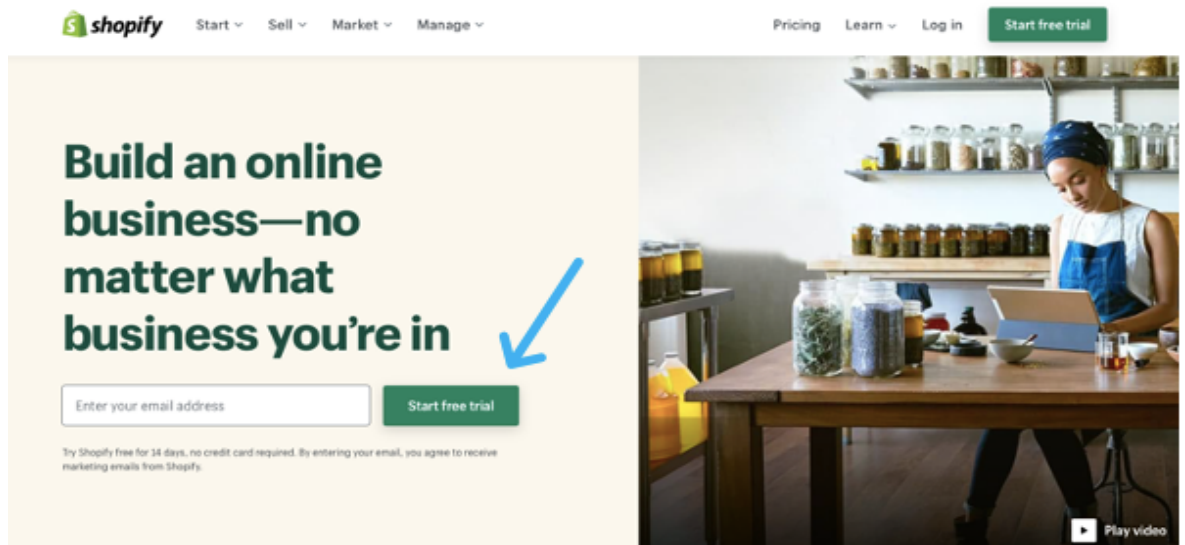 shopify Start Sell Market Manage Pricing Learn Log in Start free trial
Build an online
business—no
matter what
business you're in
Enter your email address Start free trial
Try Shopify free for 14 days, no credit card required. By entering your email, you agree to receive
marketing emails from Shopify.
Play video